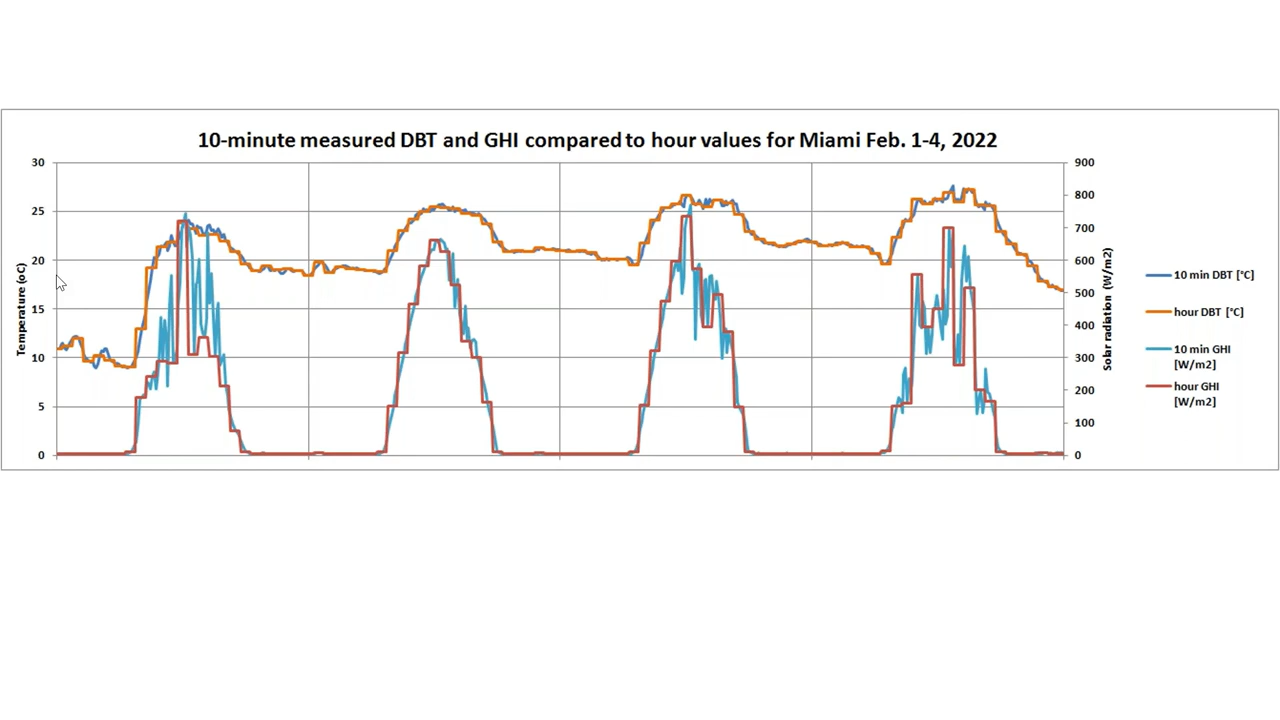 10-minute measured DBT and GHI compared to hour values for Miami Feb. 1-4, 2022
30
25
20
15
10
5
0
Temperature (oC)
900
800
700
600
500
400
300
200
100
0
Solar radiation (W/m2)
10 min DBT [°C]
hour DBT [°C]
10 min GHI
[W/m2]
hour GHI
[W/m2]